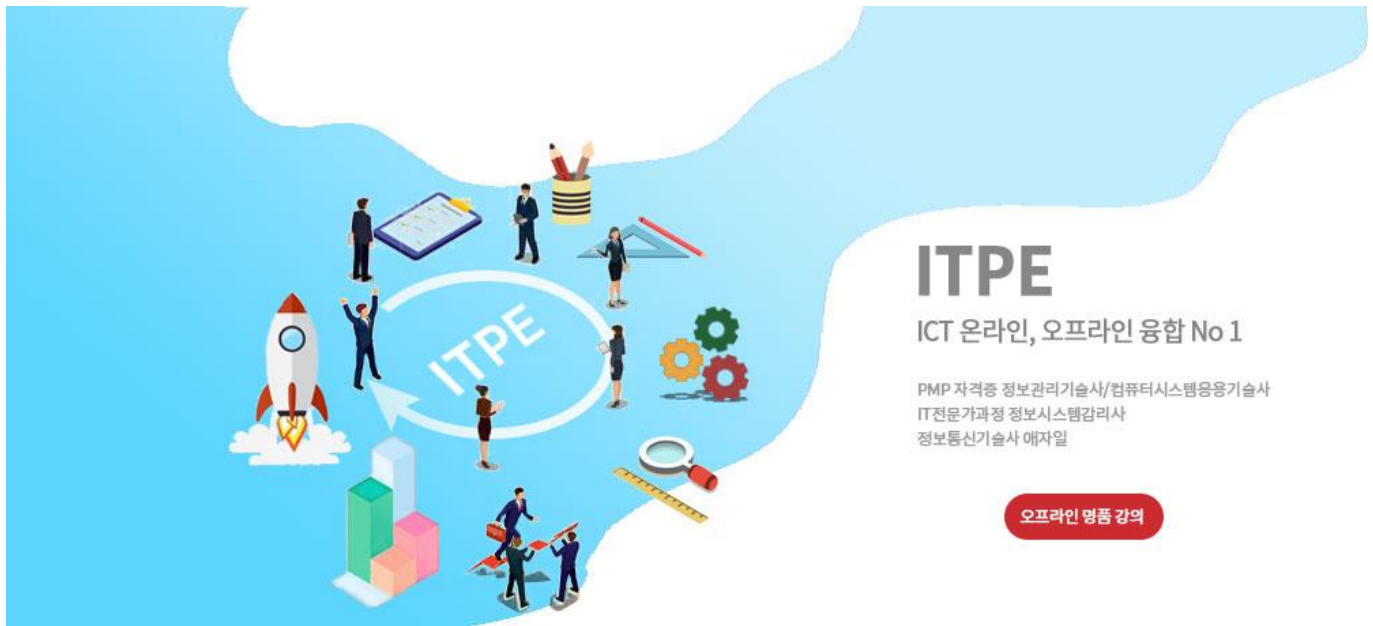 ITPE
ITPE
ICT 온라인, 오프라인 융합 No 1
PMP 자격증 정보관리기술사/컴퓨터시스템응용기술사
IT전문가과정 정보시스템감리사
정보통신기술사 애자일
오프라인 명품 강의